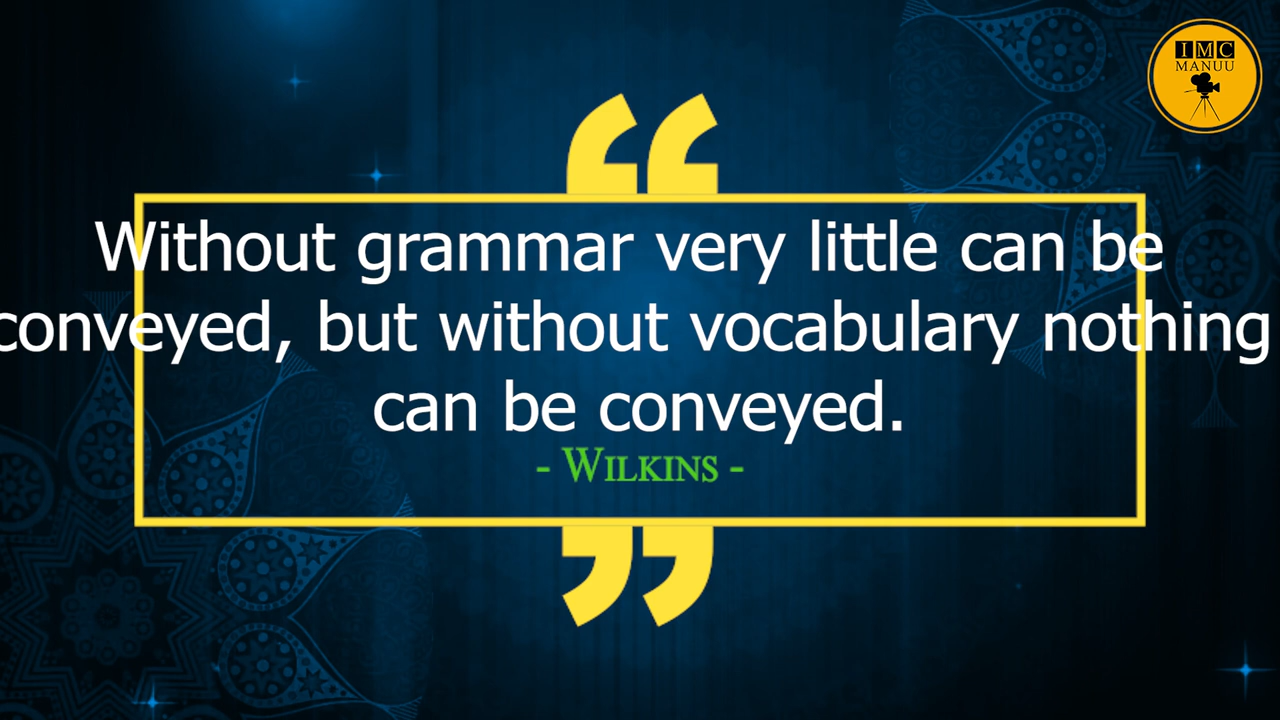 IMC
MANUU
Without grammar very little can be
conveyed, but without vocabulary nothing
can be conveyed.
- WILKINS -